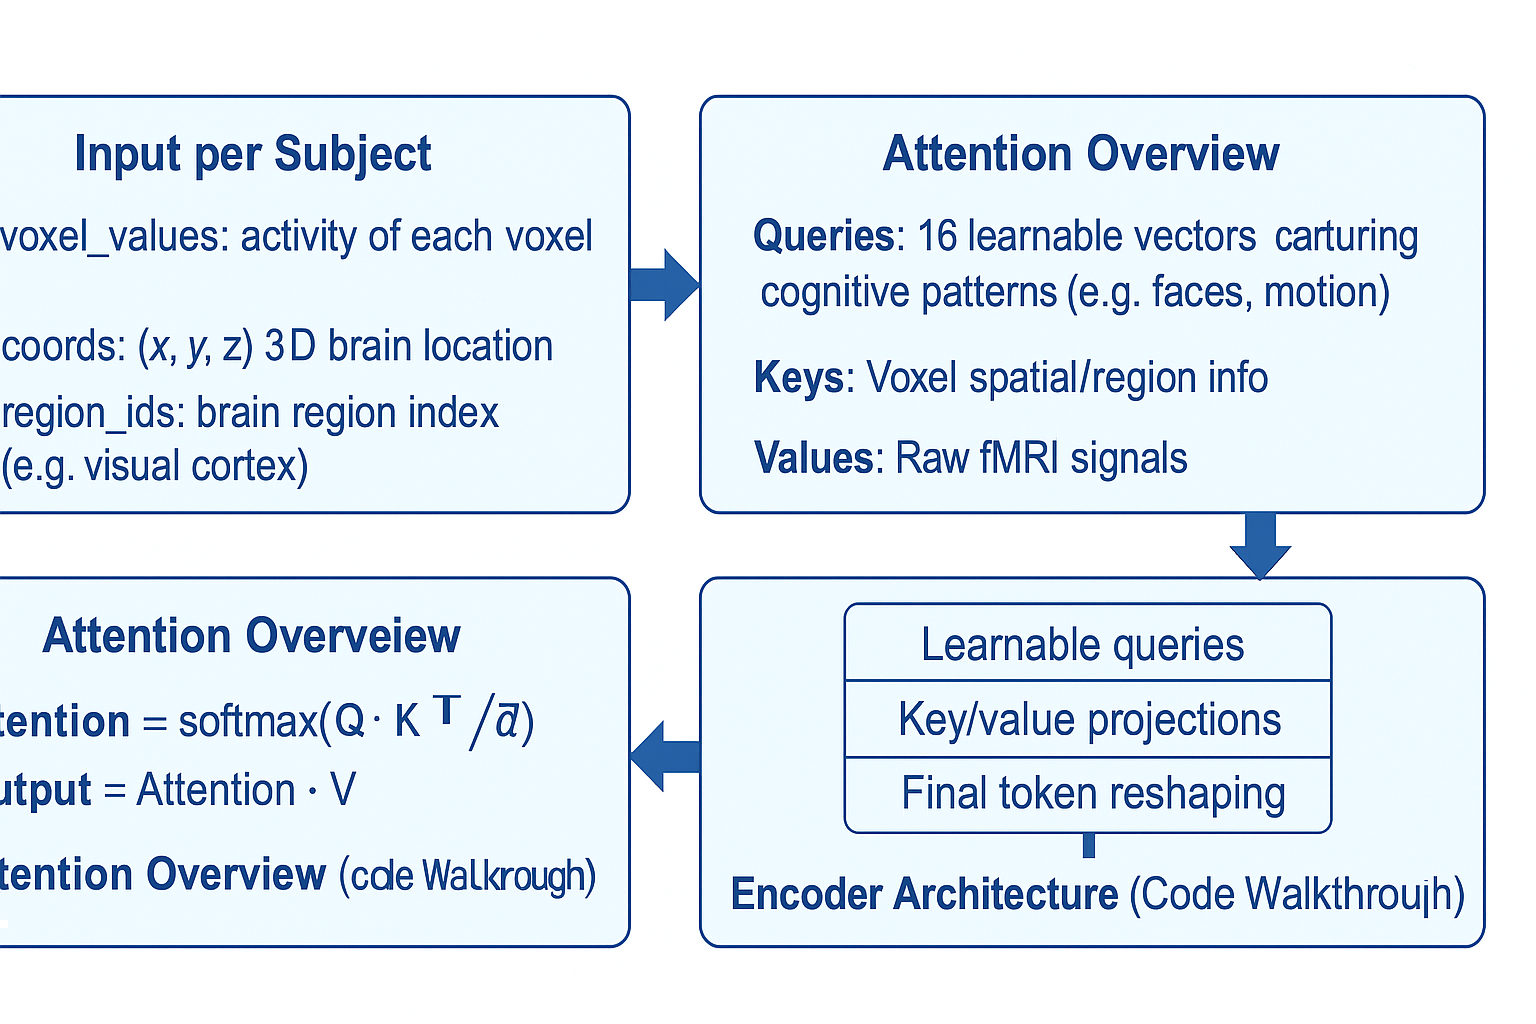 Input per Subject
voxel_values: activity of each voxel
coords: (x, y, z) 3D brain location
region_ids: brain region index
(e.g. visual cortex)
Attention Overview
Queries: 16 learnable vectors carturing
cognitive patterns (e.g. faces, motion)
Keys: Voxel spatial/region info
Values: Raw fMRI signals
Learnable queries
Key/value projections
Final token reshaping
Encoder Architecture (Code Walkthroujh)
Attention Overveiew
tention = softmax(Q · K ᵀ / d̅)
utput = Attention · V
tention Overview (code Walkrough)